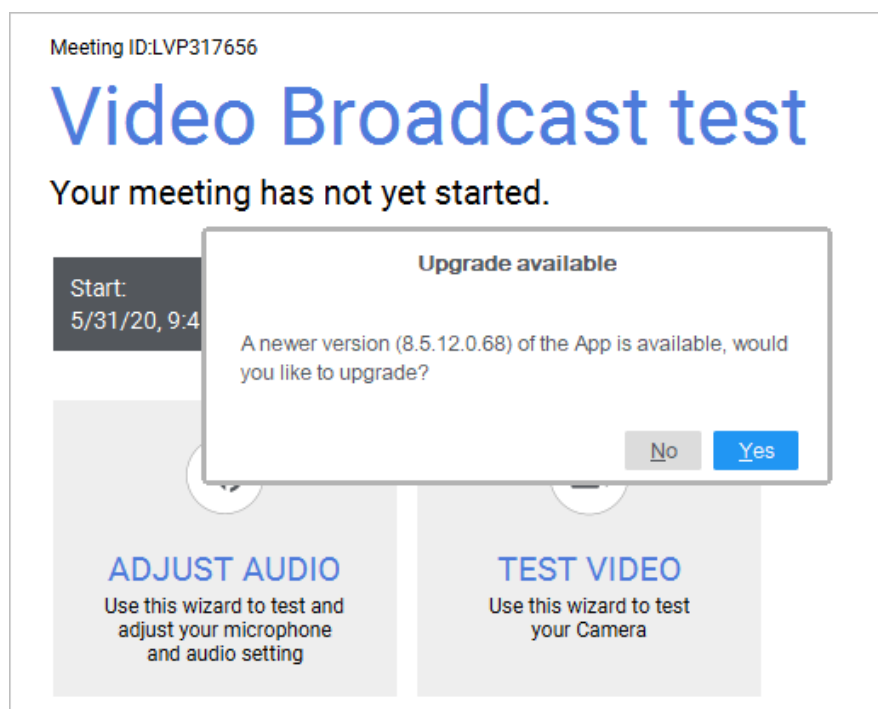 Meeting ID:LVP317656
Video Broadcast test
Your meeting has not yet started.
Start:
5/31/20, 9:4
Upgrade available
A newer version (8.5.12.0.68) of the App is available, would
you like to upgrade?
No
Yes
ADJUST AUDIO
Use this wizard to test and
adjust your microphone
and audio setting
TEST VIDEO
Use this wizard to test
your Camera